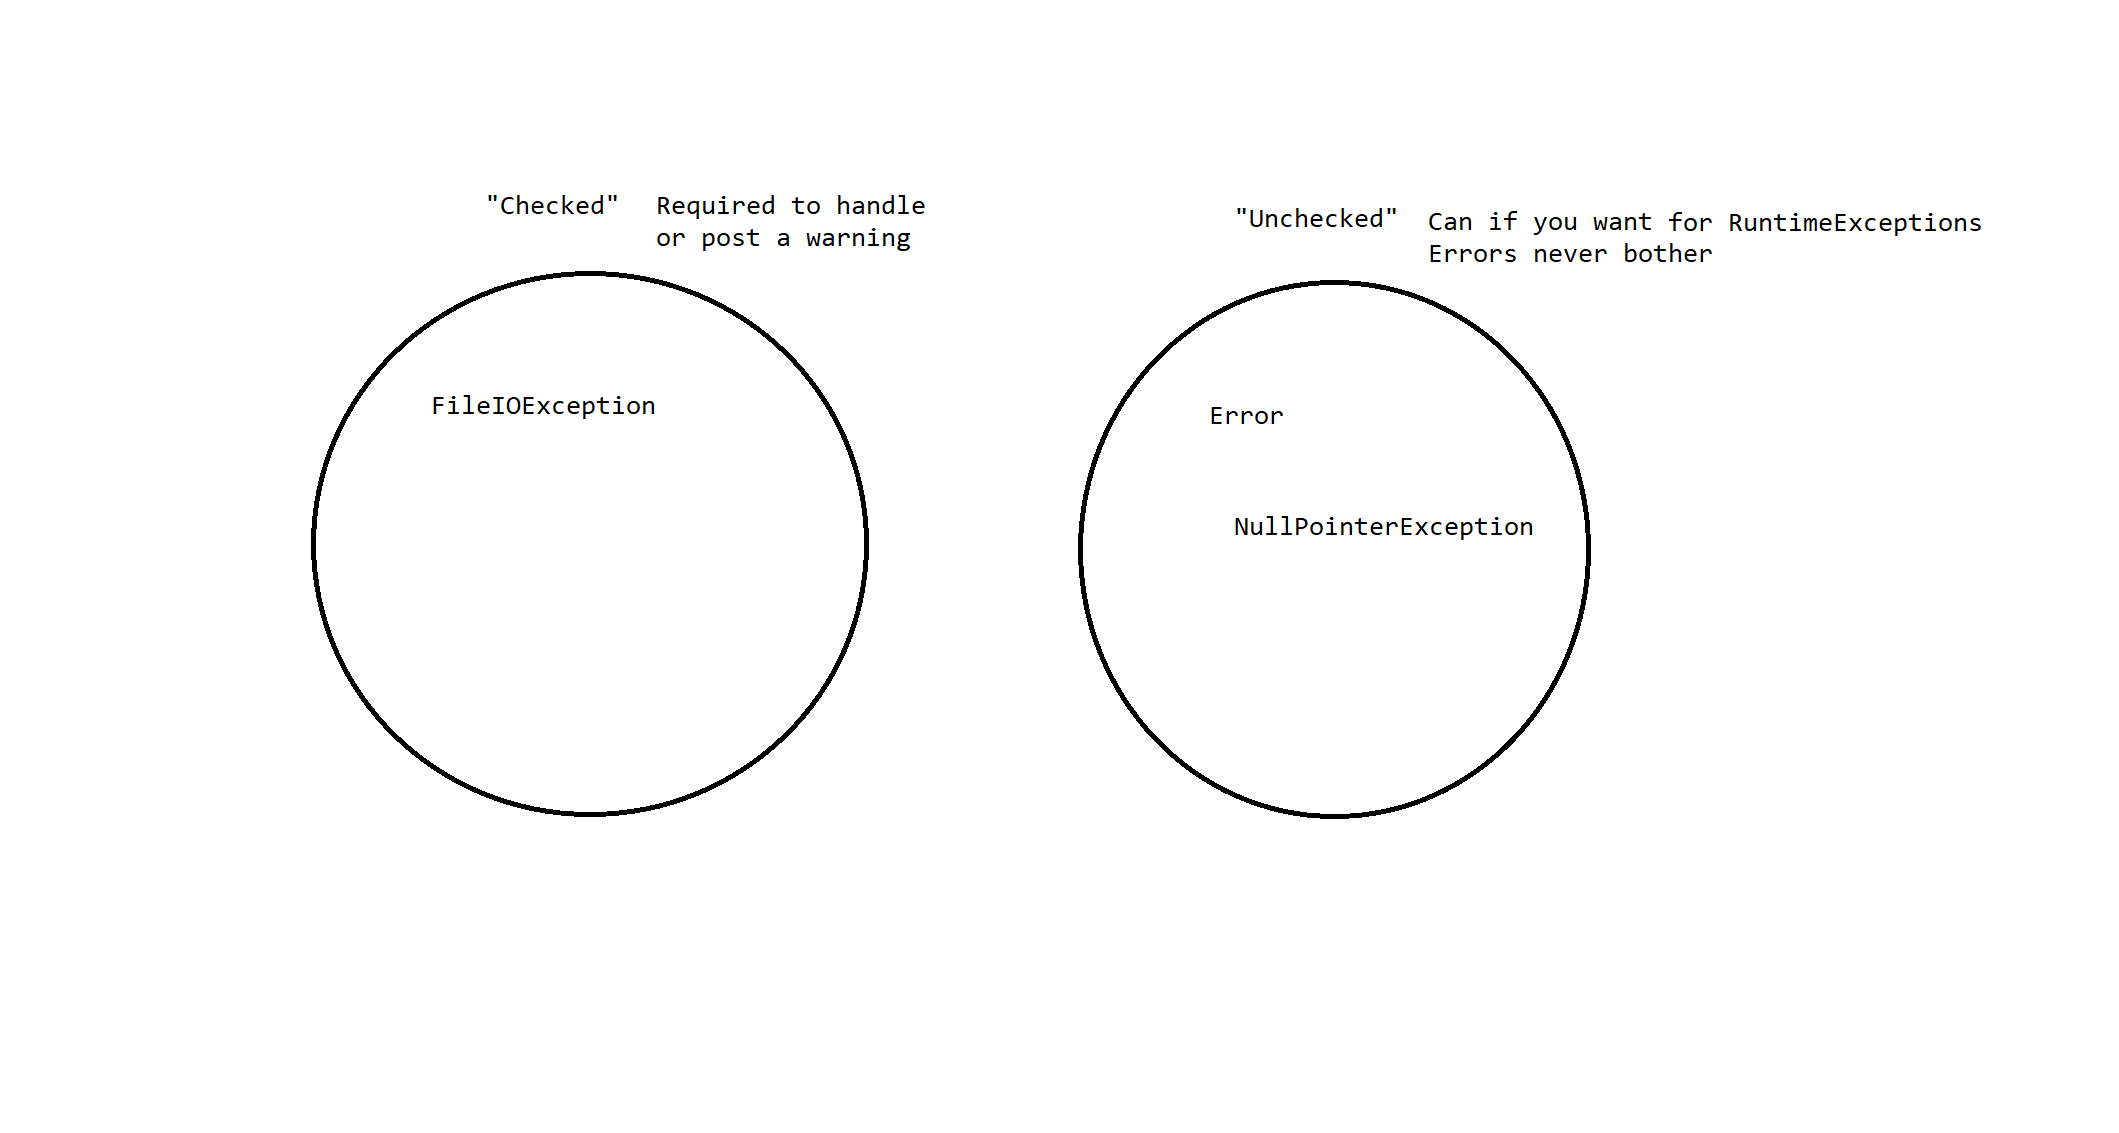 "Checked"
Required to handle
or post a warning
FileIOException
"Unchecked"
Can if you want for RuntimeExceptions
Errors never bother
Error
NullPointerException